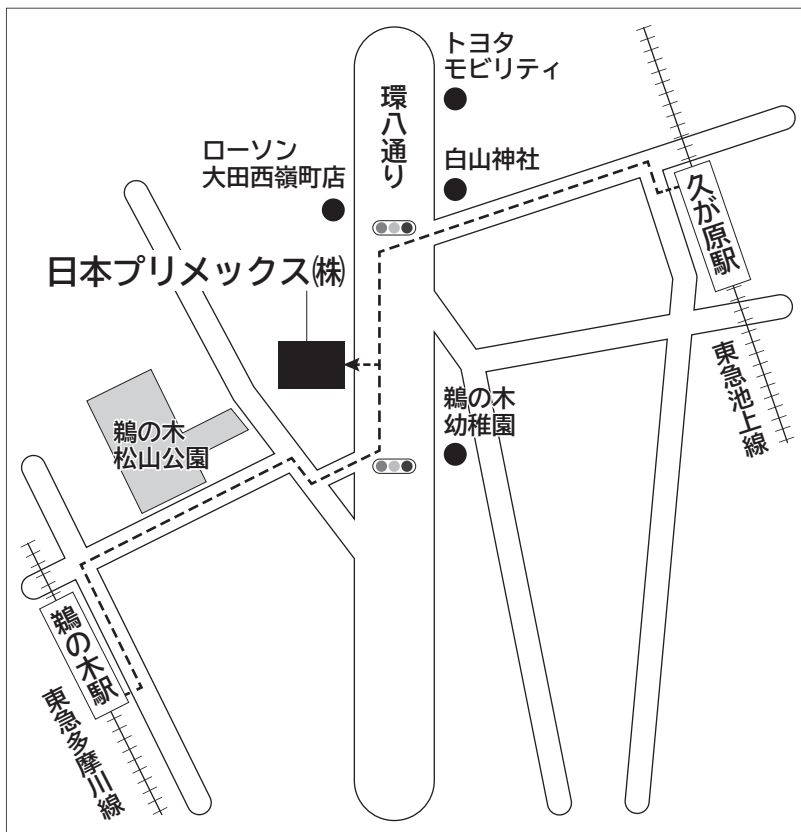 トヨタ
モビリティ
環八通り
ローソン
大田西嶺町店
白山神社
久が原駅
日本プリメックス㈱
東急池上線
鵜の木
松山公園
鵜の木
幼稚園
鵜の木駅
東急多摩川線